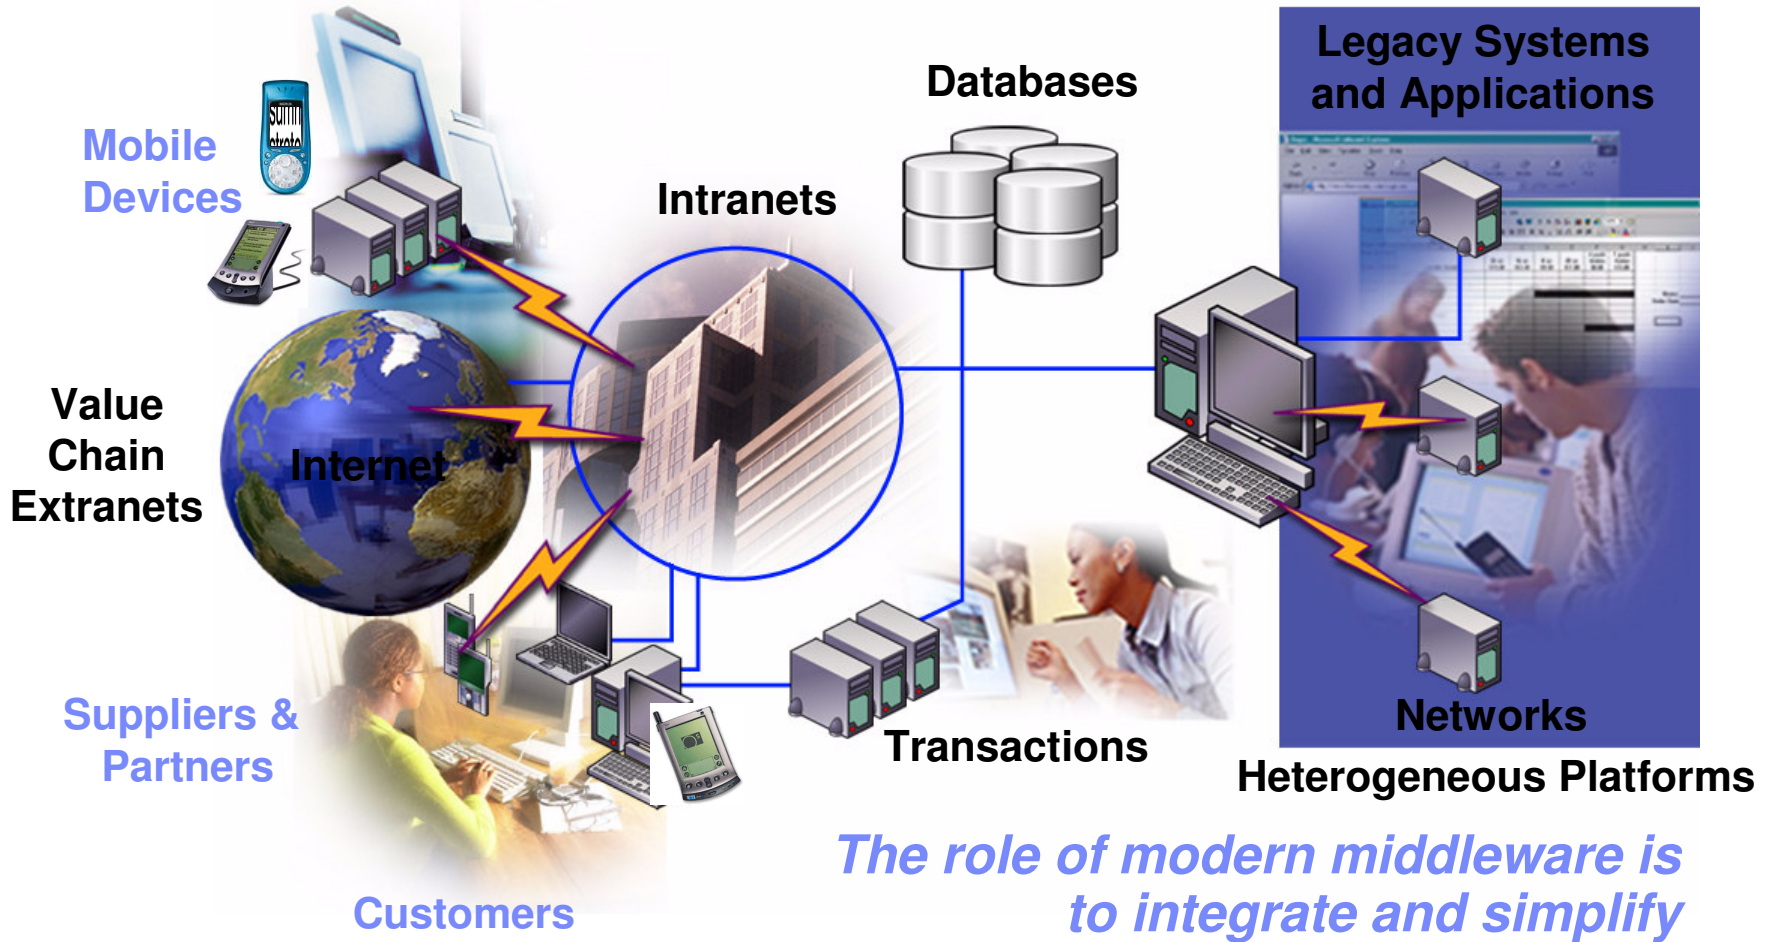 Legacy Systems
and Applications
Databases
Mobile
Devices
Intranets
Value
Chain
Extranets
Internet
Suppliers &
Partners
Transactions
Networks
Heterogeneous Platforms
The role of modern middleware is
to integrate and simplify
Customers